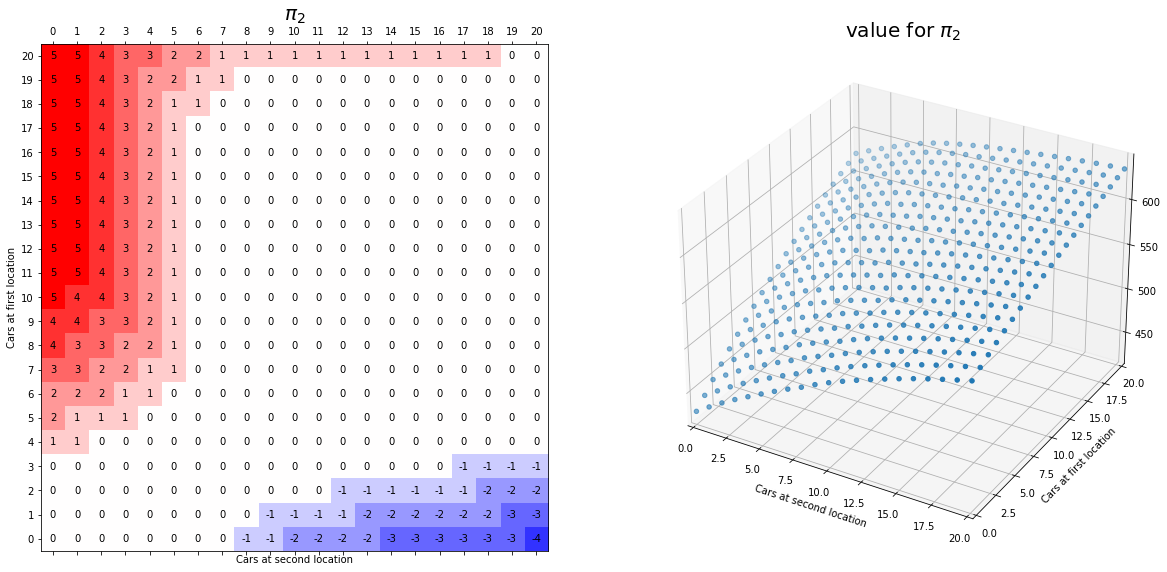 π2
0 1 2 3 4 5 6 7 8 9 10 11 12 13 14 15 16 17 18 19 20
20 5 5 4 3 3 2 2 1 1 1 1 1 1 1 1 1 1 1 1 0 0
19 5 5 4 3 2 2 1 1 0 0 0 0 0 0 0 0 0 0 0 0 0
18 5 5 4 3 2 1 1 0 0 0 0 0 0 0 0 0 0 0 0 0 0
17 5 5 4 3 2 1 0 0 0 0 0 0 0 0 0 0 0 0 0 0 0
16 5 5 4 3 2 1 0 0 0 0 0 0 0 0 0 0 0 0 0 0 0
15 5 5 4 3 2 1 0 0 0 0 0 0 0 0 0 0 0 0 0 0 0
14 5 5 4 3 2 1 0 0 0 0 0 0 0 0 0 0 0 0 0 0 0
13 5 5 4 3 2 1 0 0 0 0 0 0 0 0 0 0 0 0 0 0 0
12 5 5 4 3 2 1 0 0 0 0 0 0 0 0 0 0 0 0 0 0 0
11 5 5 4 3 2 1 0 0 0 0 0 0 0 0 0 0 0 0 0 0 0
10 5 4 4 3 2 1 0 0 0 0 0 0 0 0 0 0 0 0 0 0 0
9 4 4 3 3 2 1 0 0 0 0 0 0 0 0 0 0 0 0 0 0 0
8 4 3 3 2 2 1 0 0 0 0 0 0 0 0 0 0 0 0 0 0 0
7 3 3 2 2 1 1 0 0 0 0 0 0 0 0 0 0 0 0 0 0 0
6 2 2 2 1 1 0 0 0 0 0 0 0 0 0 0 0 0 0 0 0 0
5 2 1 1 1 0 0 0 0 0 0 0 0 0 0 0 0 0 0 0 0 0
4 1 1 0 0 0 0 0 0 0 0 0 0 0 0 0 0 0 0 0 0 0
3 0 0 0 0 0 0 0 0 0 0 0 0 0 0 0 0 0 -1 -1 -1 -1
2 0 0 0 0 0 0 0 0 0 0 0 0 -1 -1 -1 -1 -1 -1 -2 -2 -2
1 0 0 0 0 0 0 0 0 0 -1 -1 -1 -1 -2 -2 -2 -2 -2 -2 -3 -3
0 0 0 0 0 0 0 0 0 -1 -1 -2 -2 -2 -2 -3 -3 -3 -3 -3 -3 -4
Cars at first location
Cars at second location
value for π2
600
550
500
450
0.0 2.5 5.0 7.5 10.0 12.5 15.0 17.5 20.0
Cars at second location
0.0 2.5 5.0 7.5 10.0 12.5 15.0 17.5 20.0
Cars at first location